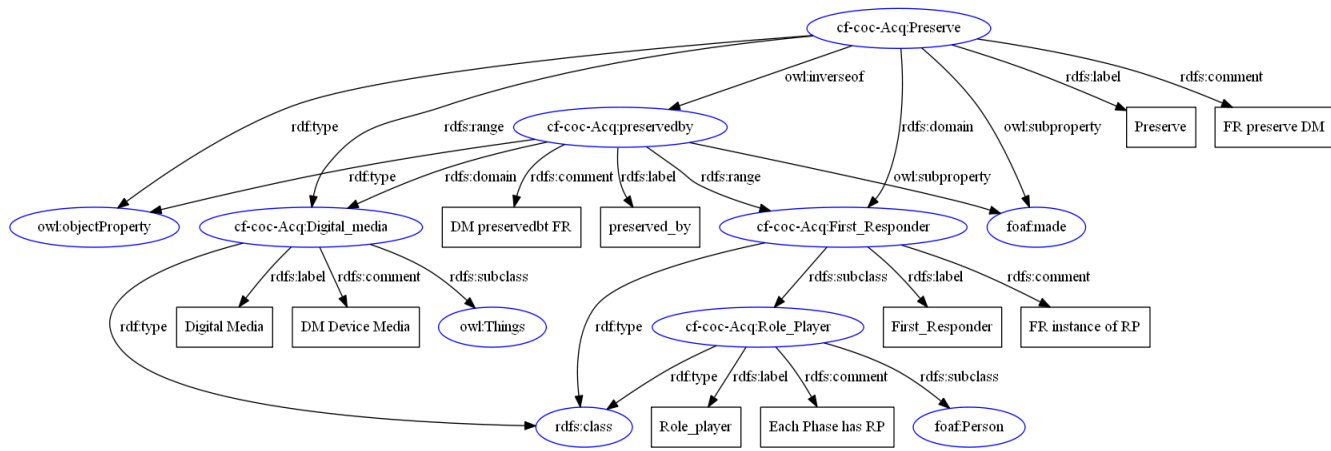 cf-coc-Acq:Preserve
owl:inverseof
rdfs:label
rdfs:comment
rdf:type
rdfs:range
cf-coc-Acq:preservedby
rdfs:domain
owl:subproperty
Preserve
FR preserve DM
rdf:type
rdfs:domain
rdfs:comment
rdfs:label
rdfs:range
owl:subproperty
owl:objectProperty
cf-coc-Acq:Digital_media
DM preservedbt FR
preserved_by
cf-coc-Acq:First_Responder
foaf:made
rdfs:label
rdfs:comment
rdfs:subclass
rdfs:subclass
rdfs:label
rdfs:comment
rdf:type
Digital Media
DM Device Media
owl:Things
rdf:type
cf-coc-Acq:Role_Player
First_Responder
FR instance of RP
rdf:type
rdfs:label
rdfs:comment
rdfs:subclass
rdfs:class
Role_player
Each Phase has RP
foaf:Person